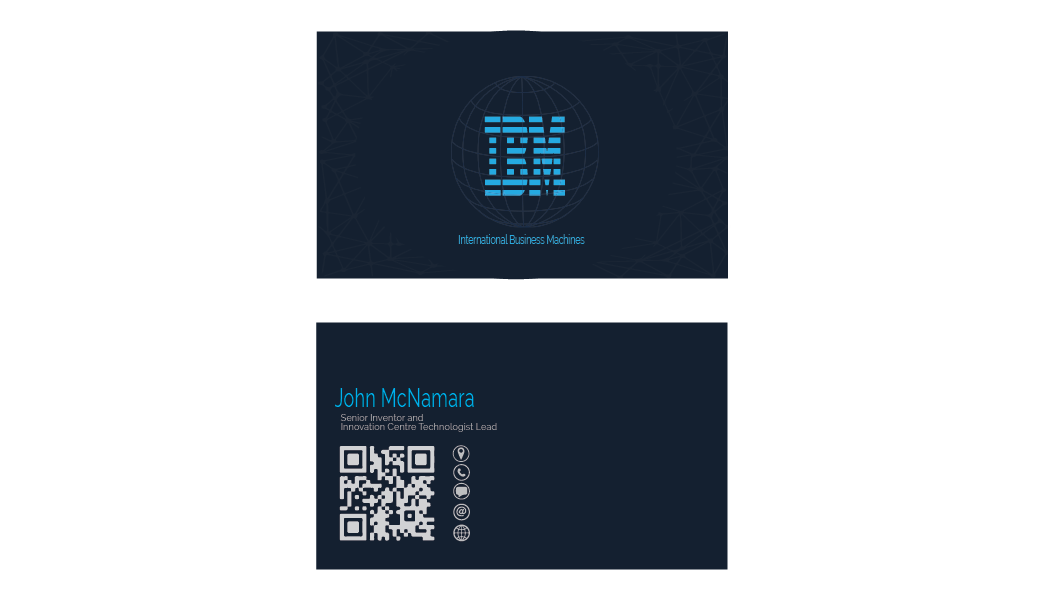 IBM
International Business Machines
John McNamara
Senior Inventor and
Innovation Centre Technologist Lead
@